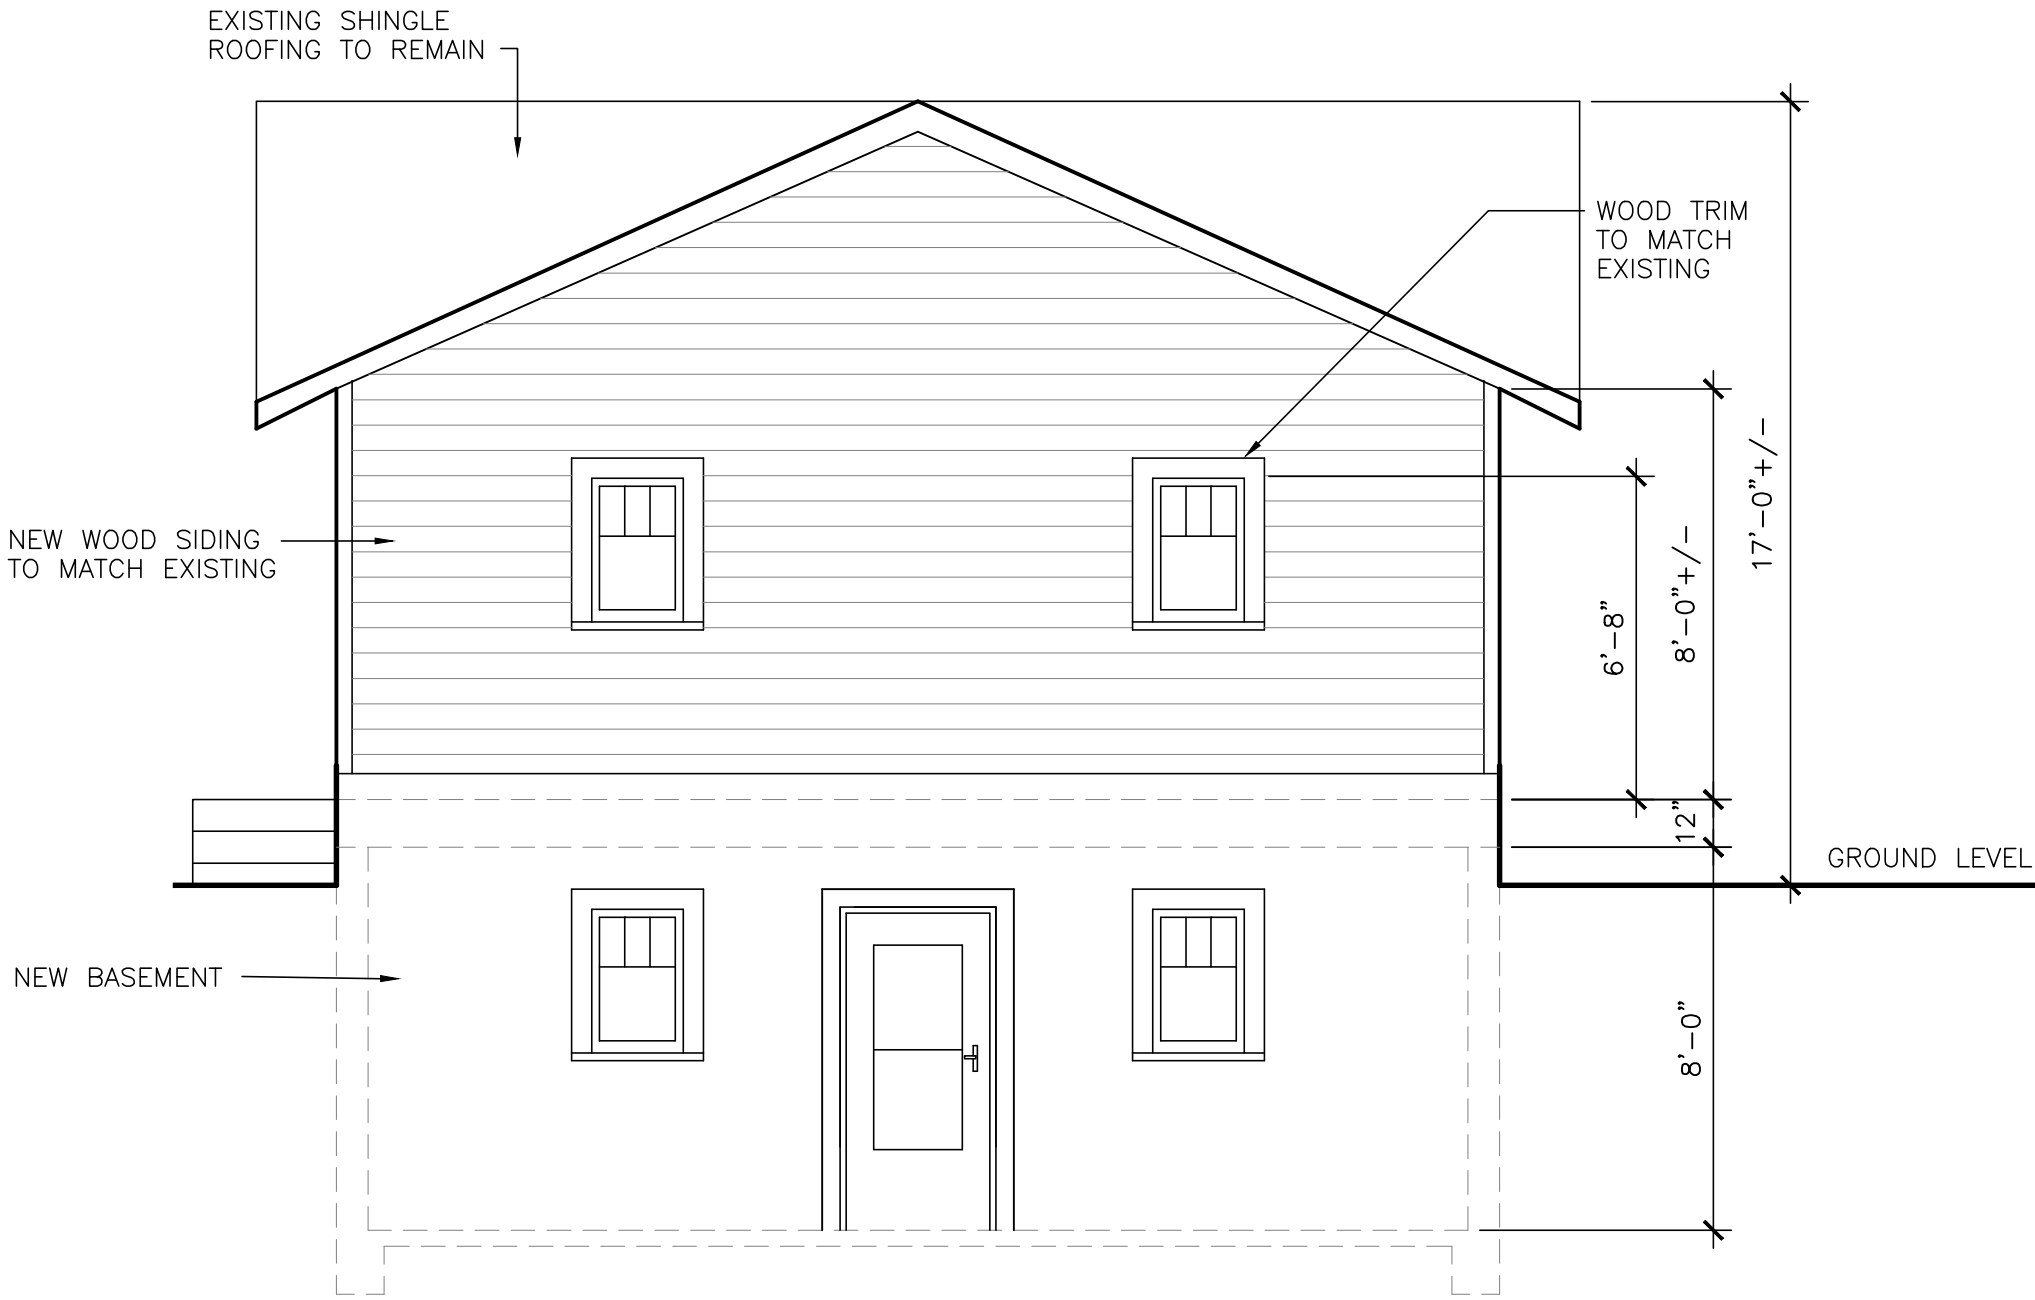 EXISTING SHINGLE
ROOFING TO REMAIN
WOOD TRIM
TO MATCH
EXISTING
NEW WOOD SIDING
TO MATCH EXISTING
6'-8"
8'-0"+/-
17'-0"+/-
12"
GROUND LEVEL
NEW BASEMENT
8'-0"